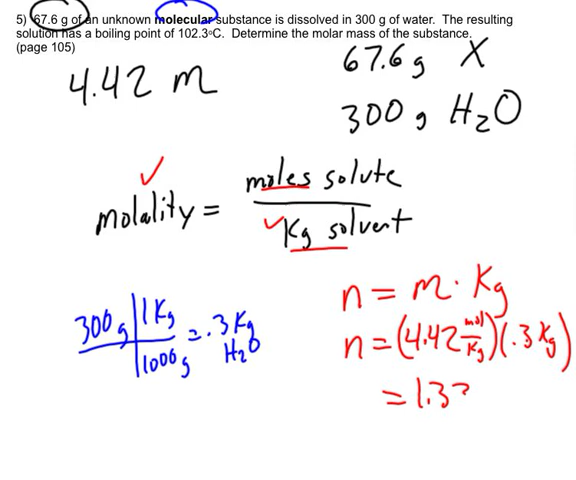 5) 67.6 g of an unknown molecular substance is dissolved in 300 g of water. The resulting
solution has a boiling point of 102.3◦C. Determine the molar mass of the substance.
(page 105)
4.42 m
67.6 g X
300 g H₂O
molality = moles solute
Kg solvent
300 g | 1 Kg
1000 g
= .3 Kg
H₂O
n = m · Kg
n = (4.42 mol/Kg)(.3 Kg)
= 1.3